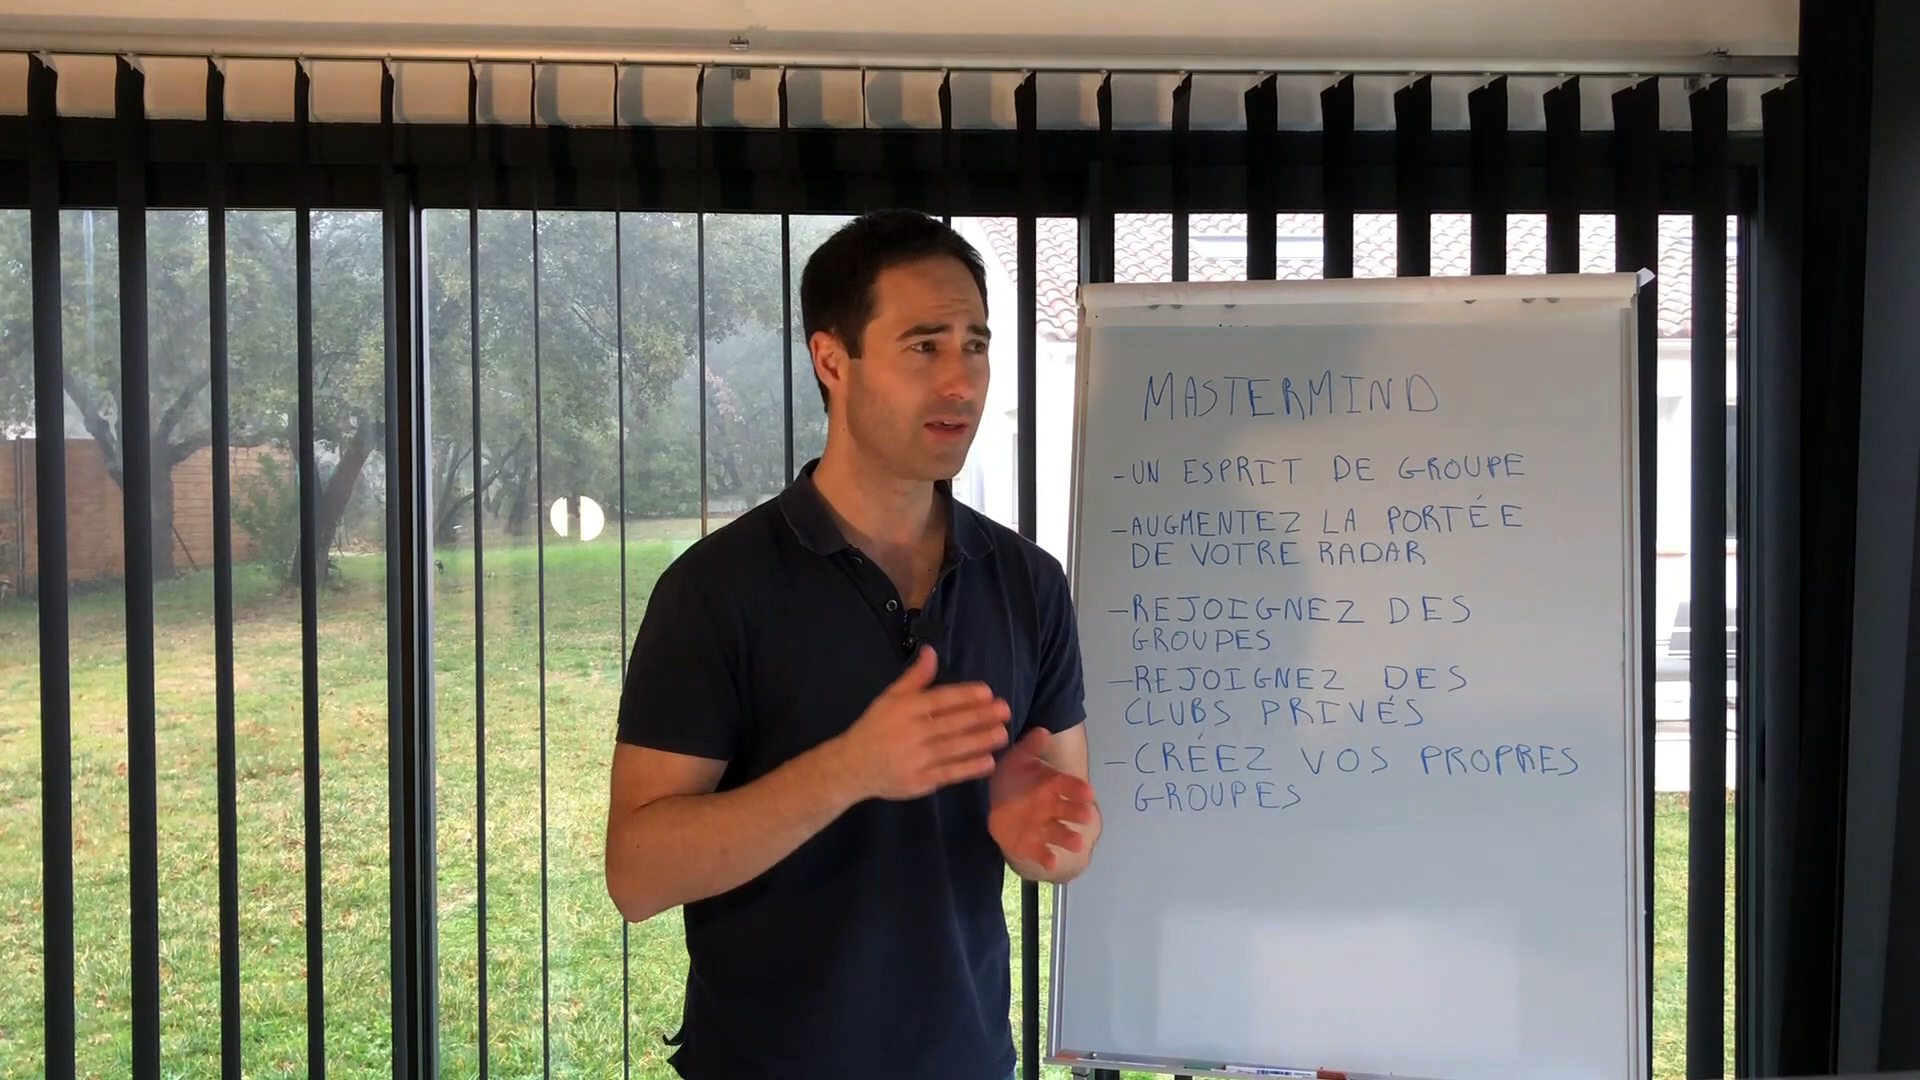 MASTERMIND
-UN ESPRIT DE GROUPE
-AUGMENTEZ LA PORTÉE
DE VOTRE RADAR
-REJOIGNEZ DES
GROUPES
-REJOIGNEZ DES
CLUBS PRIVÉS
-CRÉEZ VOS PROPRES
GROUPES